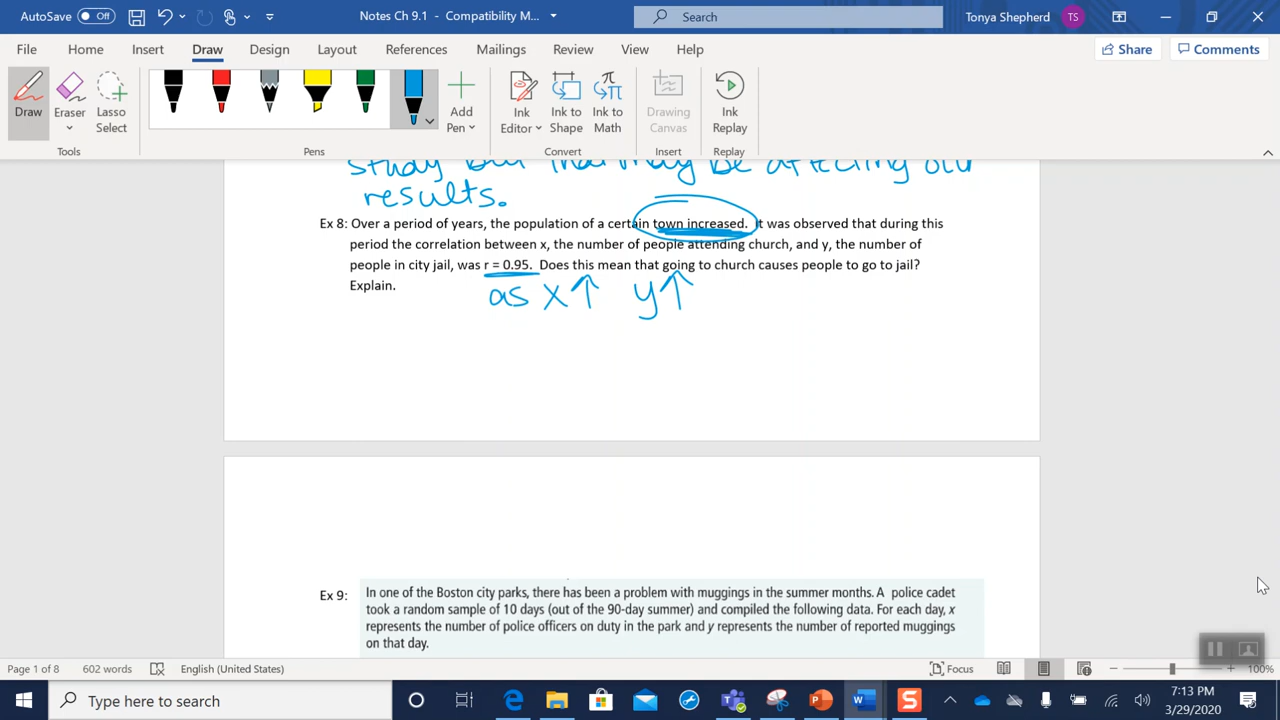 AutoSave Off Notes Ch 9.1 - Compatibility M... Search Tonya Shepherd TS
File Home Insert Draw Design Layout References Mailings Review View Help Share Comments
Draw Eraser Lasso Select Add Pen Ink Editor Ink to Shape Ink to Math Drawing Canvas Ink Replay
Tools Pens Convert Insert Replay
study but that may be affecting our
results.
Ex 8: Over a period of years, the population of a certain town increased. It was observed that during this
period the correlation between x, the number of people attending church, and y, the number of
people in city jail, was r = 0.95. Does this mean that going to church causes people to go to jail?
Explain.
as x↑ y↑
Ex 9: In one of the Boston city parks, there has been a problem with muggings in the summer months. A police cadet
took a random sample of 10 days (out of the 90-day summer) and compiled the following data. For each day, x
represents the number of police officers on duty in the park and y represents the number of reported muggings
on that day.
Page 1 of 8 602 words English (United States) Focus 100%
Type here to search
7:13 PM
3/29/2020